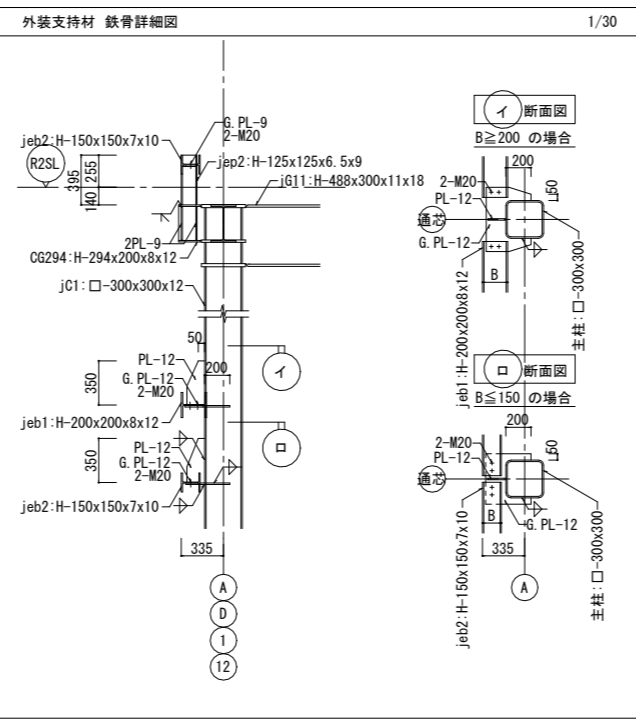 外装支持材 鉄骨詳細図
1/30
G.PL-9
2-M20
jeb2:H-150x150x7x10
jep2:H-125x125x6.5x9
jG11:H-488x300x11x18
R2SL
395
255
140
2PL-9
CG294:H-294x200x8x12
jC1:□-300x300x12
50
200
PL-12
G.PL-12
2-M20
350
jeb1:H-200x200x8x12
イ
PL-12
G.PL-12
2-M20
350
jeb2:H-150x150x7x10
ロ
335
A
D
1
12
イ 断面図
B≧200 の場合
200
50
2-M20
PL-12
通芯
G.PL-12
B
jeb1:H-200x200x8x12
主柱:□-300x300
ロ 断面図
B≦150 の場合
200
50
2-M20
PL-12
通芯
B
G.PL-12
335
A
jeb2:H-150x150x7x10
主柱:□-300x300